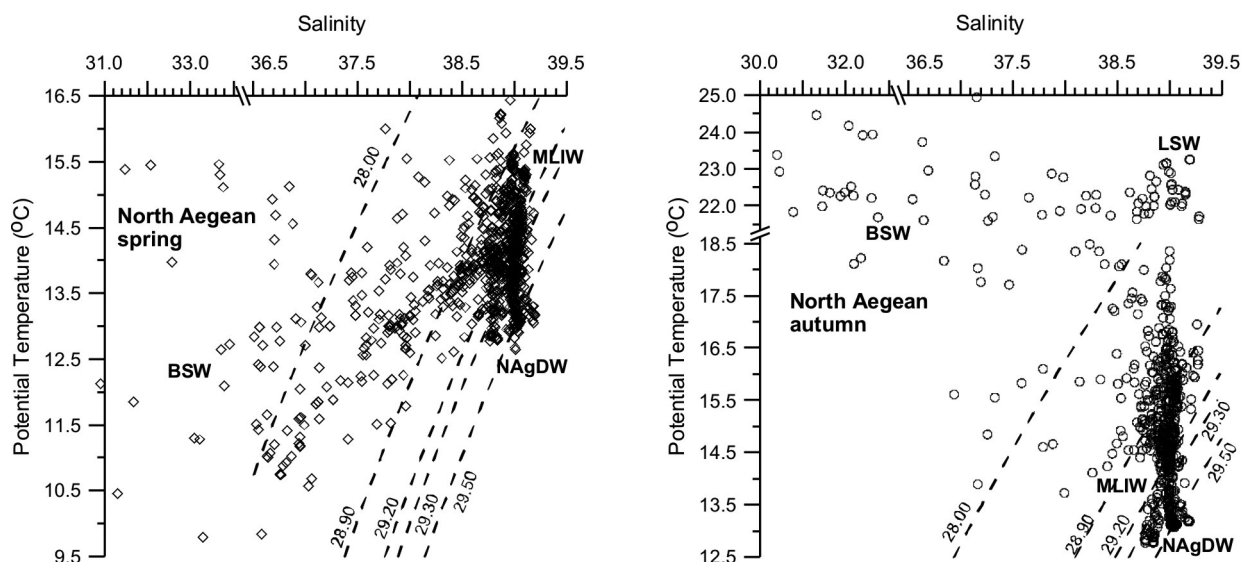 Salinity
31.0 33.0 36.5 37.5 38.5 39.5
16.5
15.5
14.5
13.5
12.5
11.5
10.5
9.5
Potential Temperature (ºC)
North Aegean
spring
28.00
MLIW
BSW
NAgDW
28.90
29.20
29.30
29.50
Salinity
30.0 32.0 36.5 37.5 38.5 39.5
25.0
24.0
23.0
22.0
18.5
17.5
16.5
15.5
14.5
13.5
12.5
Potential Temperature (ºC)
LSW
BSW
North Aegean
autumn
29.30
29.50
MLIW
28.00
28.90
29.20
NAgDW